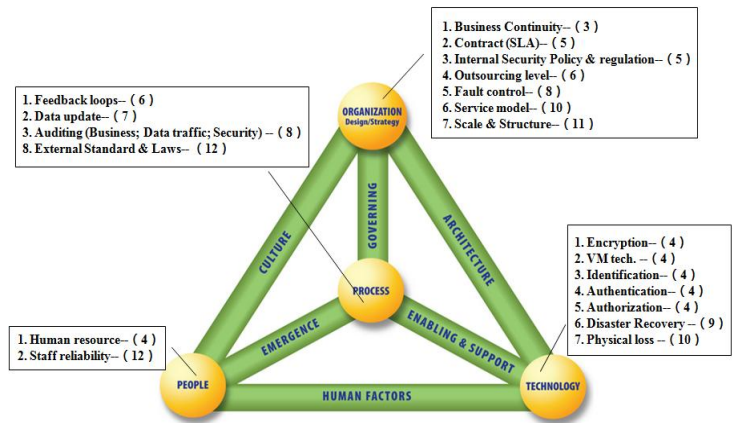 1. Business Continuity--( 3 )
2. Contract (SLA)--( 5 )
3. Internal Security Policy & regulation--( 5 )
4. Outsourcing level--( 6 )
5. Fault control--( 8 )
6. Service model--( 10 )
7. Scale & Structure--( 11 )
1. Feedback loops--( 6 )
2. Data update--( 7 )
3. Auditing (Business; Data traffic; Security) --( 8 )
8. External Standard & Laws--( 12 )
ORGANIZATION
Design/Strategy
GOVERNING
CULTURE
ARCHITECTURE
PROCESS
EMERGENCE
ENABLING & SUPPORT
1. Encryption--( 4 )
2. VM tech. --( 4 )
3. Identification--( 4 )
4. Authentication--( 4 )
5. Authorization--( 4 )
6. Disaster Recovery --( 9 )
7. Physical loss --( 10 )
1. Human resource--( 4 )
2. Staff reliability--( 12 )
PEOPLE
HUMAN FACTORS
TECHNOLOGY